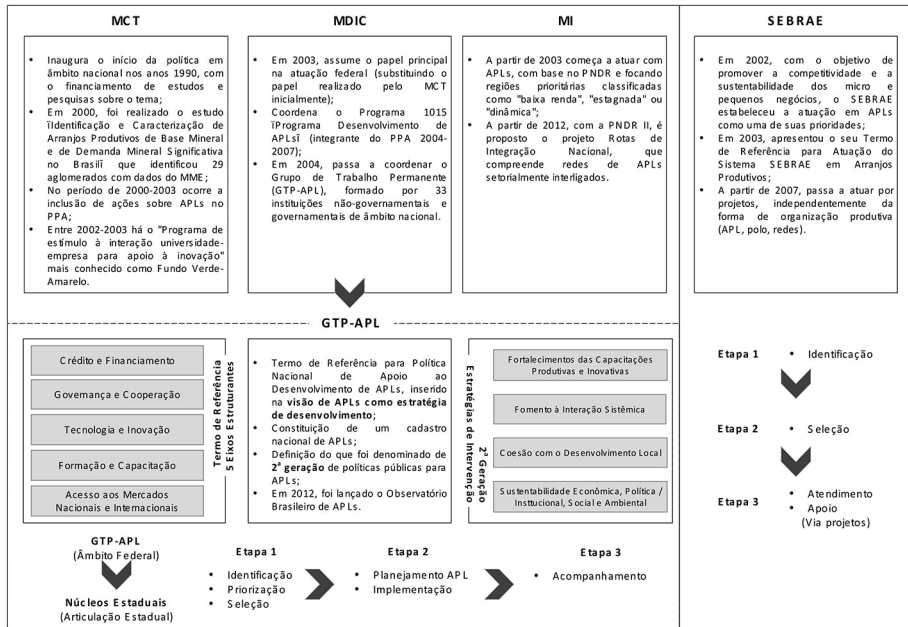 MCT
• Inaugura o início da política em
âmbito nacional nos anos 1990, com
o financiamento de estudos e
pesquisas sobre o tema;
• Em 2000, foi realizado o estudo
ïIdentificação e Caracterização de
Arranjos Produtivos de Base Mineral
e de Demanda Mineral Significativa
no Brasilï que identificou 29
aglomerados com dados do MME;
• No período de 2000-2003 ocorre a
inclusão de ações sobre APLs no
PPA;
• Entre 2002-2003 há o "Programa de
estímulo à interação universidade-
empresa para apoio à inovação"
mais conhecido como Fundo Verde-
Amarelo.
MDIC
• Em 2003, assume o papel principal
na atuação federal (substituindo o
papel realizado pelo MCT
inicialmente);
• Coordena o Programa 1015
ïPrograma Desenvolvimento de
APLsï (integrante do PPA 2004-
2007);
• Em 2004, passa a coordenar o
Grupo de Trabalho Permanente
(GTP-APL), formado por 33
instituições não-governamentais e
governamentais de âmbito nacional.
MI
• A partir de 2003 começa a atuar com
APLs, com base no PNDR e focando
regiões prioritárias classificadas
como "baixa renda", "estagnada" ou
"dinâmica";
• A partir de 2012, com a PNDR II, é
proposto o projeto Rotas de
Integração Nacional, que
compreende redes de APLs
setorialmente interligados.
SEBRAE
• Em 2002, com o objetivo de
promover a competitividade e a
sustentabilidade dos micro e
pequenos negócios, o SEBRAE
estabeleceu a atuação em APLs
como uma de suas prioridades;
• Em 2003, apresentou o seu Termo
de Referência para Atuação do
Sistema SEBRAE em Arranjos
Produtivos;
• A partir de 2007, passa a atuar por
projetos, independentemente da
forma de organização produtiva
(APL, polo, redes).
GTP-APL
Crédito e Financiamento
Governança e Cooperação
Tecnologia e Inovação
Formação e Capacitação
Acesso aos Mercados
Nacionais e Internacionais
Termo de Referência
5 Eixos Estruturantes
• Termo de Referência para Política
Nacional de Apoio ao
Desenvolvimento de APLs, inserido
na visão de APLs como estratégia
de desenvolvimento;
• Constituição de um cadastro
nacional de APLs;
• Definição do que foi denominado de
2ª geração de políticas públicas para
APLs;
• Em 2012, foi lançado o Observatório
Brasileiro de APLs.
Estratégias de Intervenção
2ª Geração
Fortalecimentos das Capacitações
Produtivas e Inovativas
Fomento à Interação Sistêmica
Coesão com o Desenvolvimento Local
Sustentabilidade Econômica, Política /
Insttucional, Social e Ambiental
Etapa 1 • Identificação
Etapa 2 • Seleção
Etapa 3 • Atendimento
• Apoio
(Via projetos)
GTP-APL
(Âmbito Federal)
Núcleos Estaduais
(Articulação Estadual)
Etapa 1
• Identificação
• Priorização
• Seleção
Etapa 2
• Planejamento APL
• Implementação
Etapa 3
• Acompanhamento